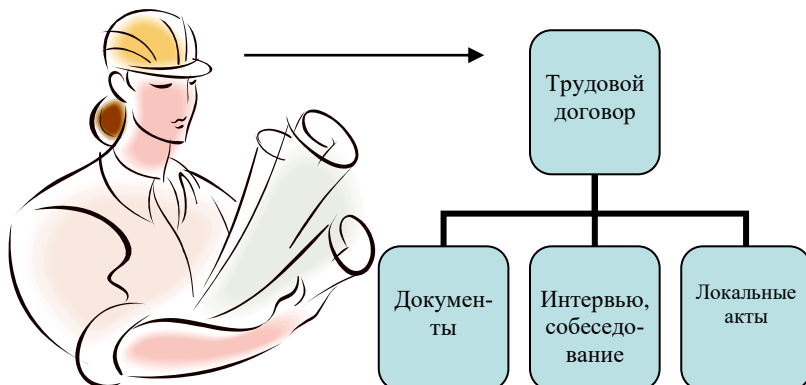 Трудовой
договор
Докумен-
ты
Интервью,
собеседо-
вание
Локальные
акты